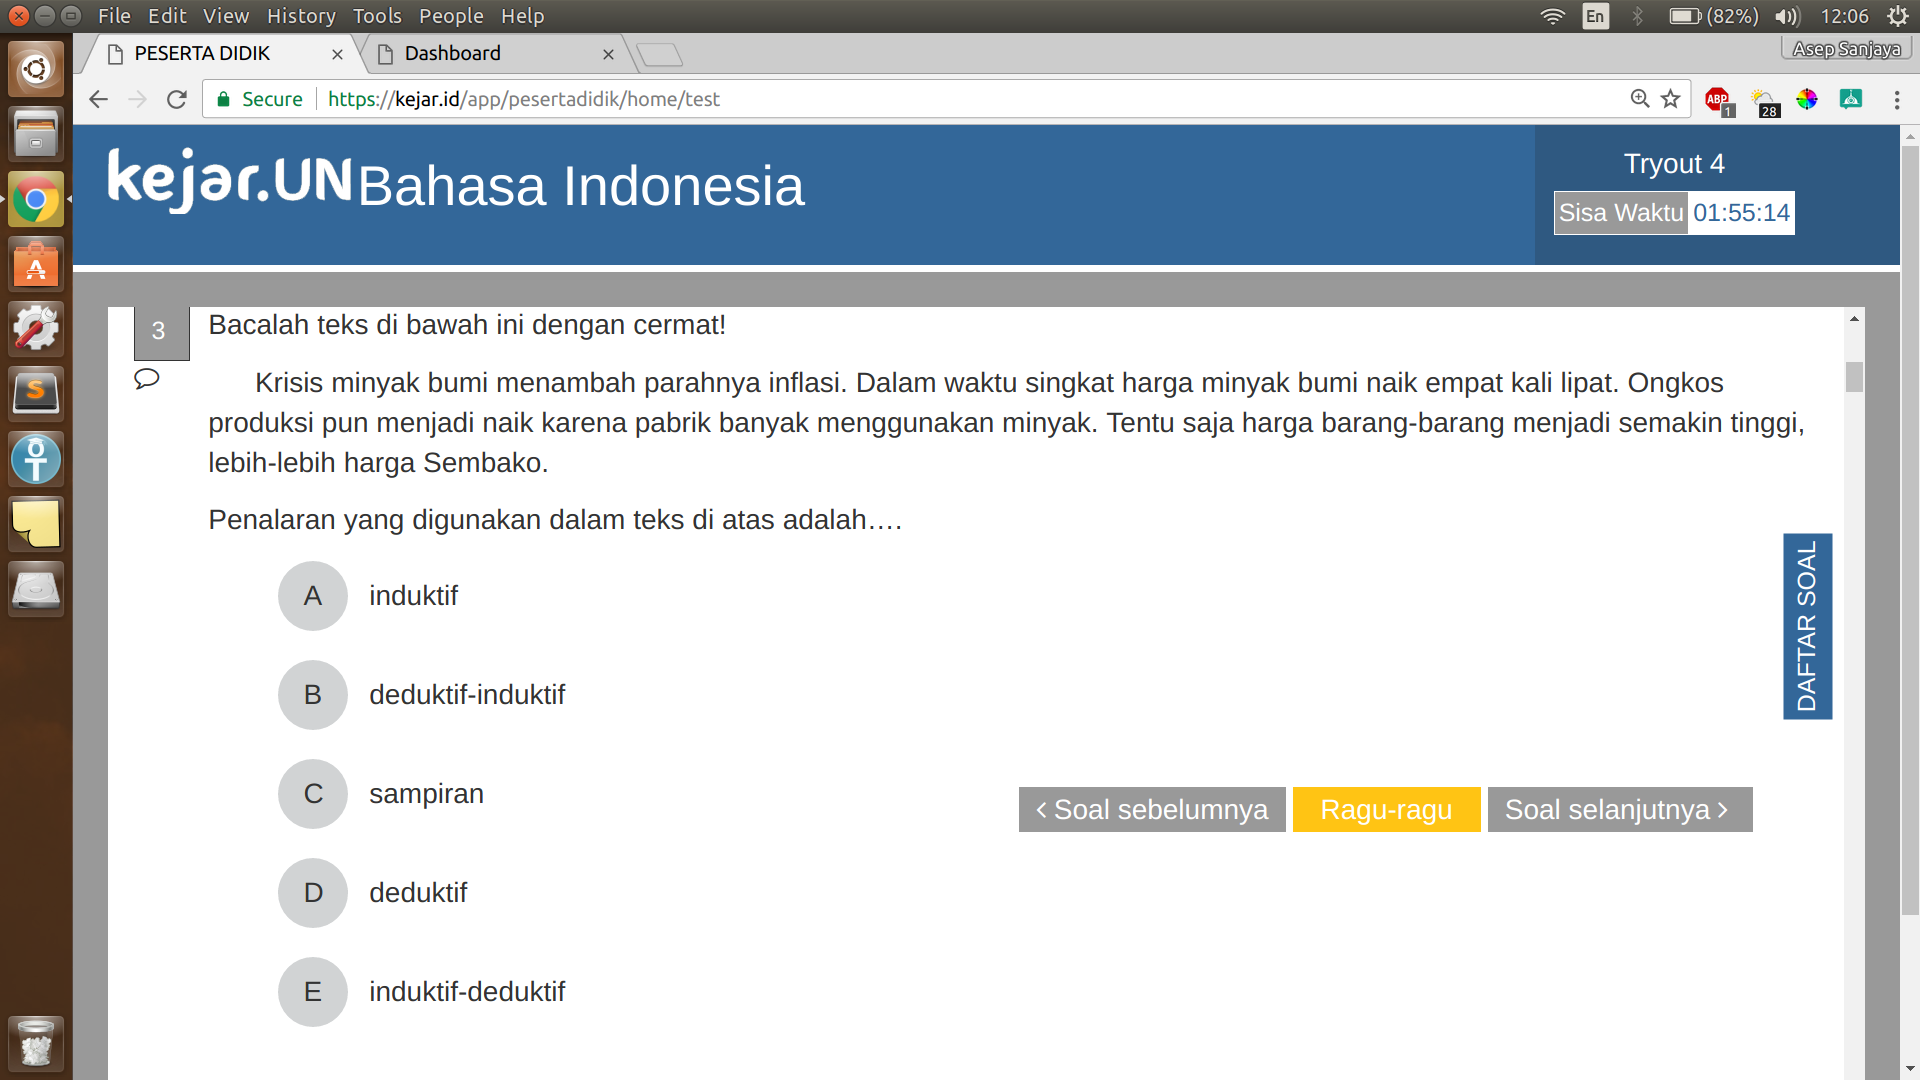 File Edit View History Tools People Help
En
(82%)
12:06
PESERTA DIDIK
Dashboard
Asep Sanjaya
Secure
https://kejar.id/app/pesertadidik/home/test
ABP
1
28
kejar.UN Bahasa Indonesia
Tryout 4
Sisa Waktu 01:55:14
3
Bacalah teks di bawah ini dengan cermat!
Krisis minyak bumi menambah parahnya inflasi. Dalam waktu singkat harga minyak bumi naik empat kali lipat. Ongkos
produksi pun menjadi naik karena pabrik banyak menggunakan minyak. Tentu saja harga barang-barang menjadi semakin tinggi,
lebih-lebih harga Sembako.
Penalaran yang digunakan dalam teks di atas adalah….
A induktif
B deduktif-induktif
C sampiran
D deduktif
E induktif-deduktif
DAFTAR SOAL
Soal sebelumnya
Ragu-ragu
Soal selanjutnya